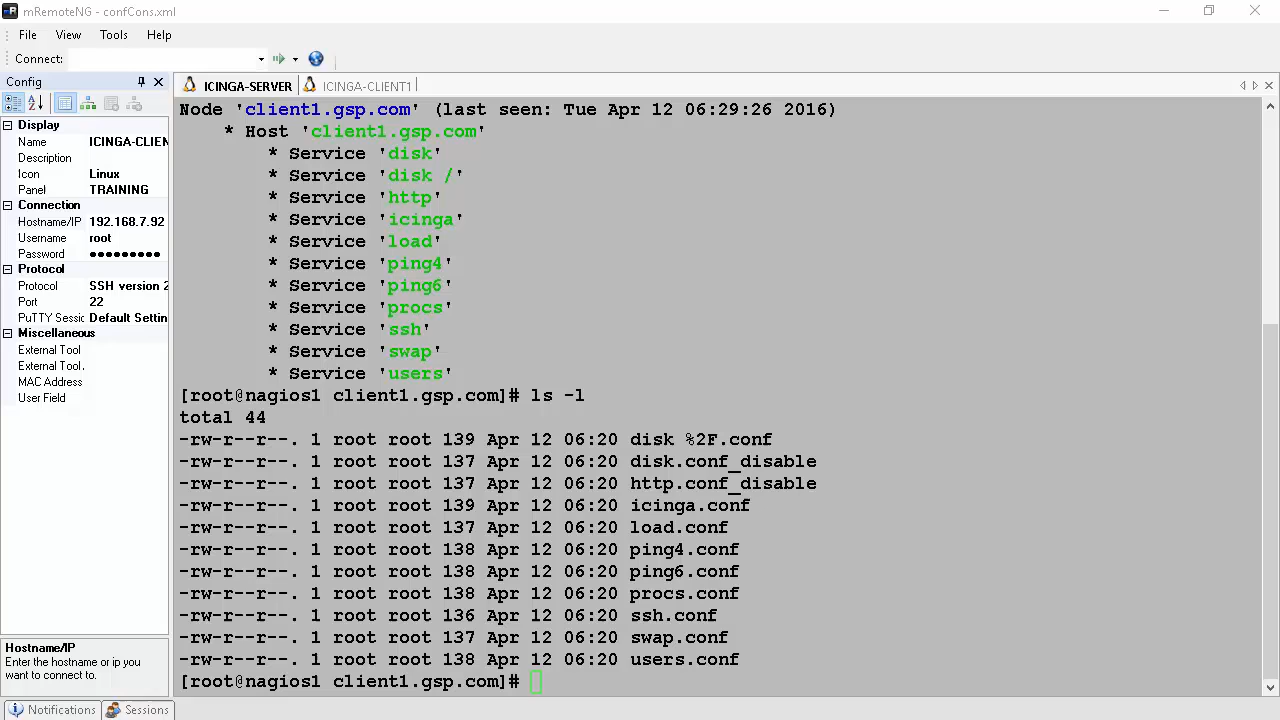 mRemoteNG - confCons.xml
File View Tools Help
Connect:
Config
ICINGA-SERVER ICINGA-CLIENT1
Display
Name ICINGA-CLIEN
Description
Icon Linux
Panel TRAINING
Connection
Hostname/IP 192.168.7.92
Username root
Password ●●●●●●●●●
Protocol
Protocol SSH version 2
Port 22
PuTTY Sessic Default Settin
Miscellaneous
External Tool
External Tool.
MAC Address
User Field
Hostname/IP
Enter the hostname or ip you
want to connect to.
Notifications Sessions
Node 'client1.gsp.com' (last seen: Tue Apr 12 06:29:26 2016)
* Host 'client1.gsp.com'
* Service 'disk'
* Service 'disk /'
* Service 'http'
* Service 'icinga'
* Service 'load'
* Service 'ping4'
* Service 'ping6'
* Service 'procs'
* Service 'ssh'
* Service 'swap'
* Service 'users'
[root@nagios1 client1.gsp.com]# ls -l
total 44
-rw-r--r--. 1 root root 139 Apr 12 06:20 disk %2F.conf
-rw-r--r--. 1 root root 137 Apr 12 06:20 disk.conf_disable
-rw-r--r--. 1 root root 137 Apr 12 06:20 http.conf_disable
-rw-r--r--. 1 root root 139 Apr 12 06:20 icinga.conf
-rw-r--r--. 1 root root 137 Apr 12 06:20 load.conf
-rw-r--r--. 1 root root 138 Apr 12 06:20 ping4.conf
-rw-r--r--. 1 root root 138 Apr 12 06:20 ping6.conf
-rw-r--r--. 1 root root 138 Apr 12 06:20 procs.conf
-rw-r--r--. 1 root root 136 Apr 12 06:20 ssh.conf
-rw-r--r--. 1 root root 137 Apr 12 06:20 swap.conf
-rw-r--r--. 1 root root 138 Apr 12 06:20 users.conf
[root@nagios1 client1.gsp.com]#